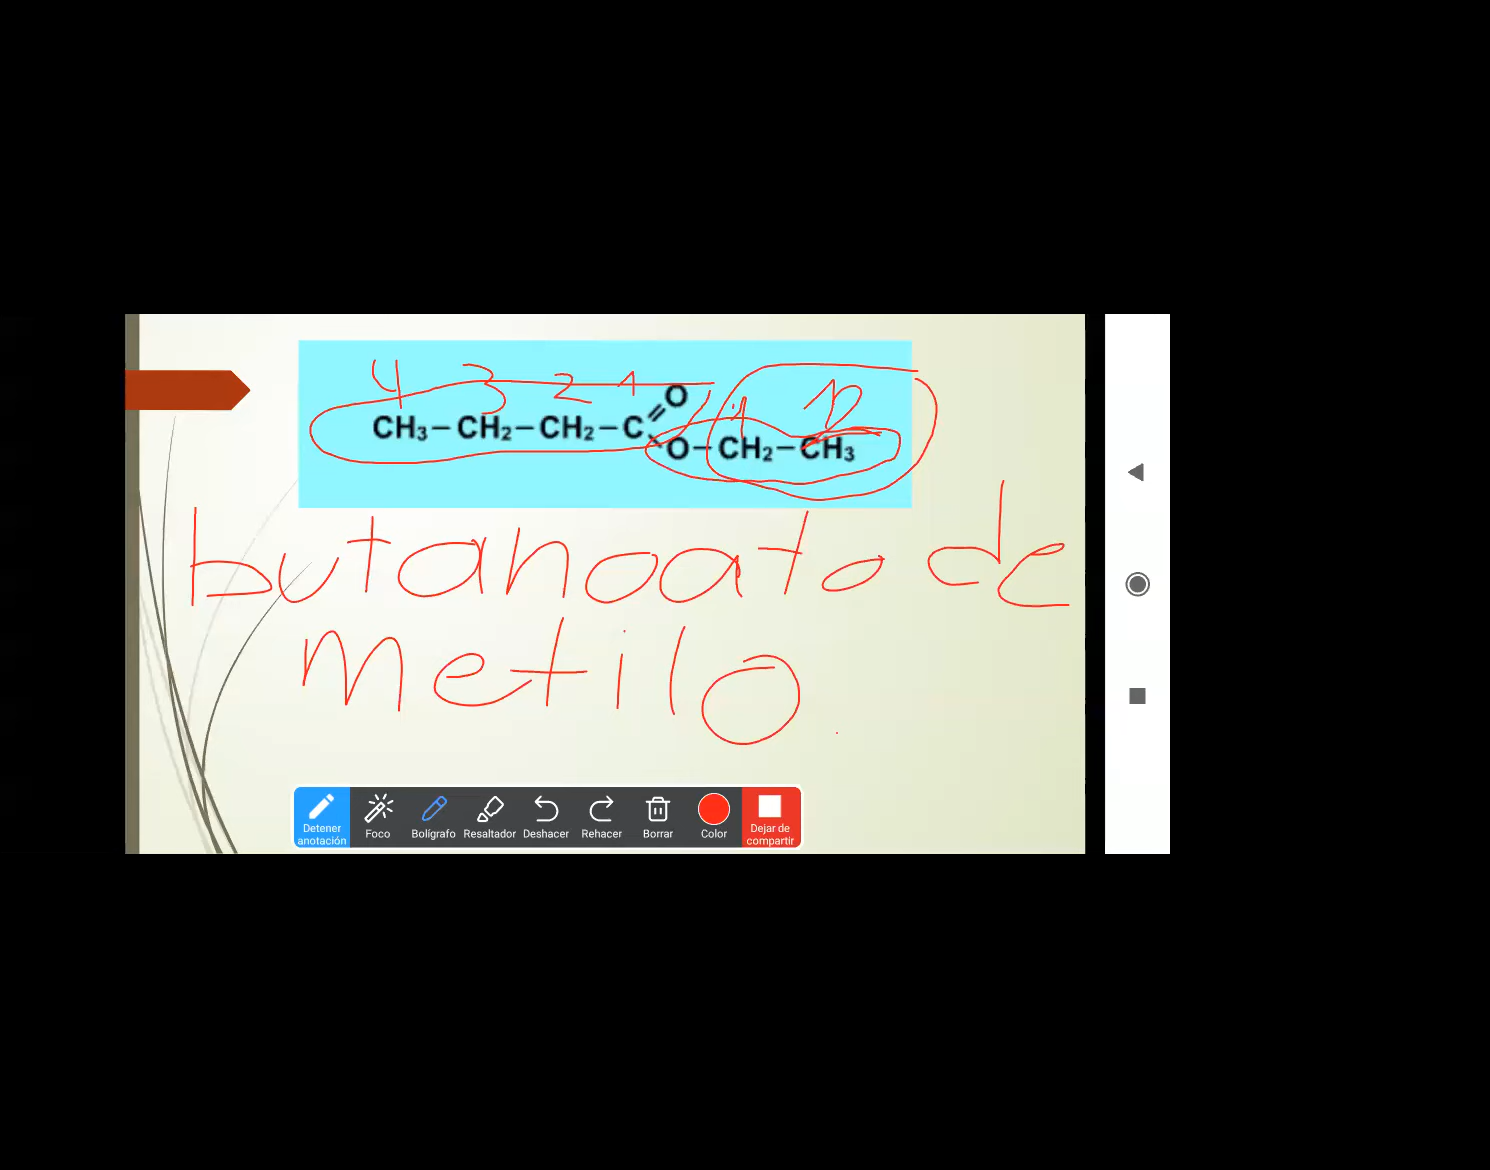 4 3 2 1
O
1 2
CH₃–CH₂–CH₂–C
O–CH₂–CH₃
butanoato de
metilo.
Detener anotación Foco Bolígrafo Resaltador Deshacer Rehacer Borrar Color Dejar de compartir